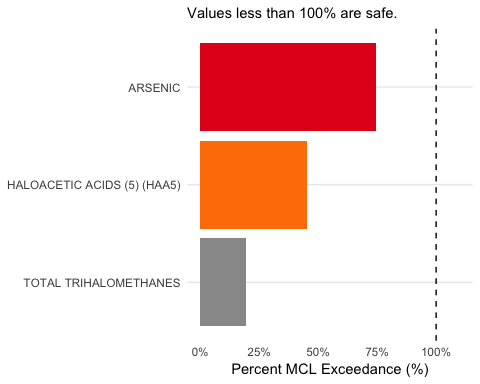 Values less than 100% are safe.
ARSENIC
HALOACETIC ACIDS (5) (HAA5)
TOTAL TRIHALOMETHANES
0% 25% 50% 75% 100%
Percent MCL Exceedance (%)